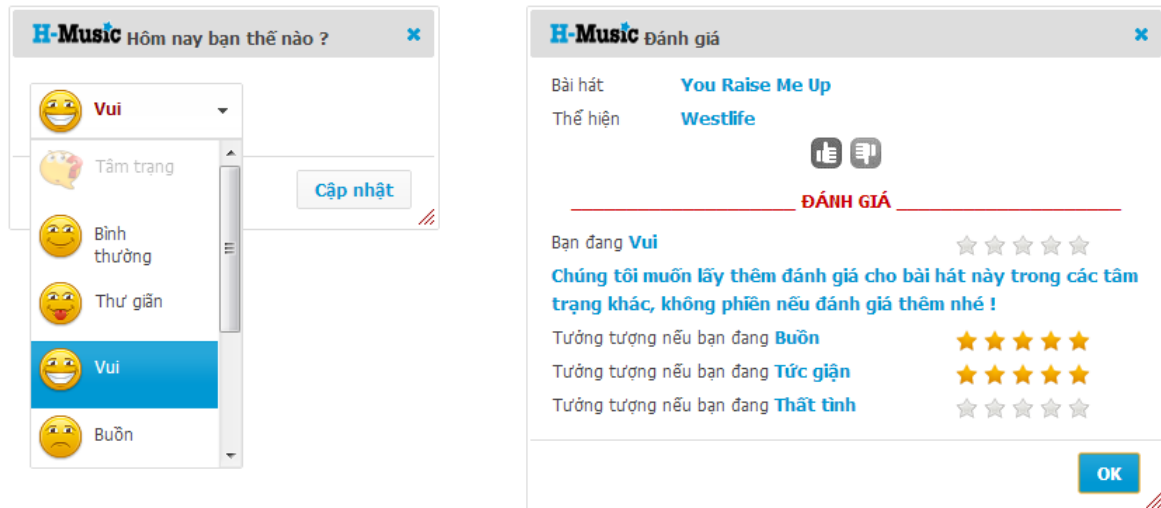 H-Music Hôm nay bạn thế nào ?
Vui
Tâm trạng
Bình
thường
Thư giãn
Vui
Buồn
Cập nhật
H-Music Đánh giá
Bài hát You Raise Me Up
Thể hiện Westlife
ĐÁNH GIÁ
Bạn đang Vui
Chúng tôi muốn lấy thêm đánh giá cho bài hát này trong các tâm
trạng khác, không phiền nếu đánh giá thêm nhé !
Tưởng tượng nếu bạn đang Buồn
Tưởng tượng nếu bạn đang Tức giận
Tưởng tượng nếu bạn đang Thất tình
OK